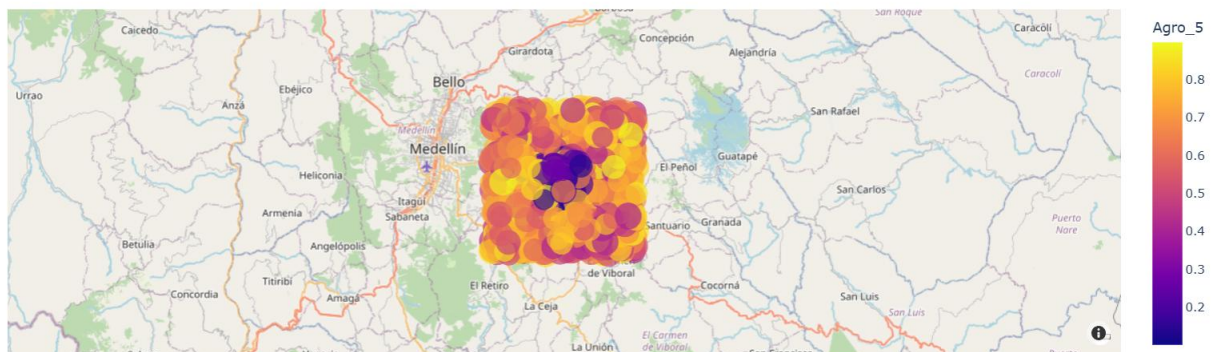 Caicedo
San Roque
Caracolí
Concepción
Girardota
Alejandría
Agro_5
Bello
Ebéjico
Caracolí
0.8
Urrao
Anzá
San Rafael
0.7
Medellín
Medellín
0.6
Guatapé
El Peñol
Heliconia
0.5
San Carlos
Itagüí
Armenia
Sabaneta
Puerto
Nare
0.4
Santuario
Granada
Betulia
Angelópolis
0.3
de Viboral
Titiribí
El Retiro
Cocorná
Concordia
Amagá
San Luis
0.2
La Ceja
San Luis
El Carmen
de Viboral
La Unión